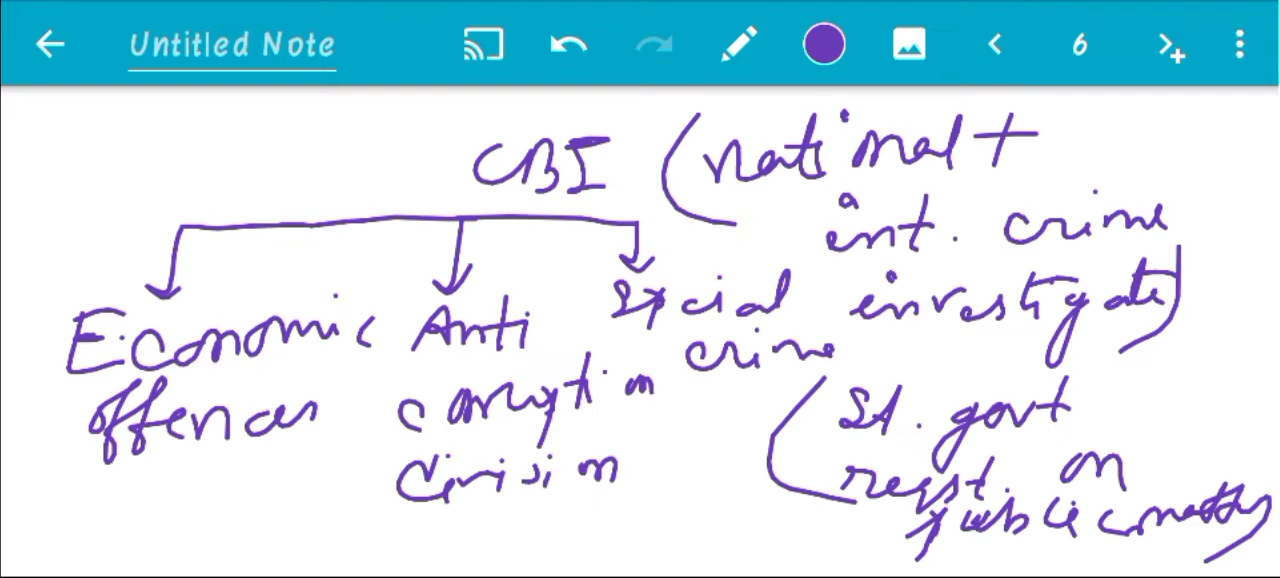 Untitled Note
6
CBI (national +
int. crime
investigate)
Economic Anti Special
offences corruption crime
division
(St. govt
reqst. on
public matters